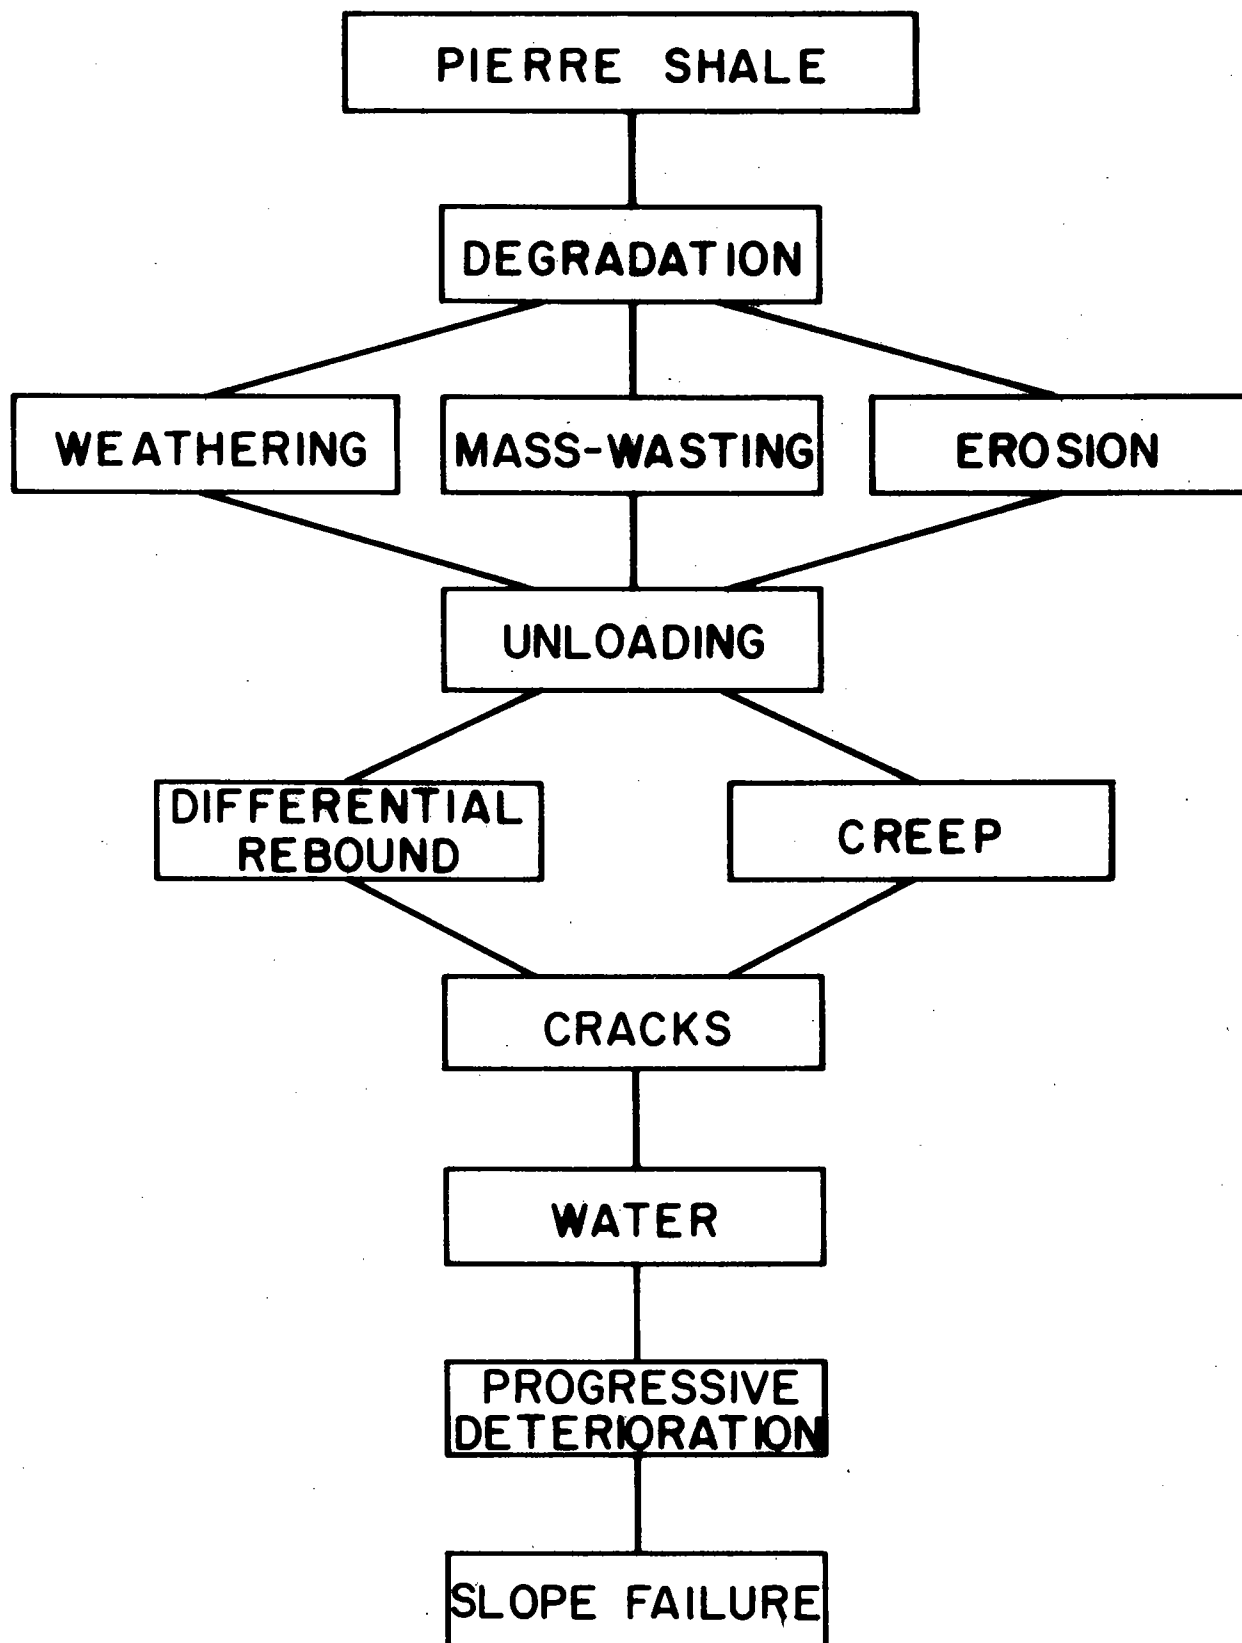 PIERRE SHALE
DEGRADATION
WEATHERING
MASS-WASTING
EROSION
UNLOADING
DIFFERENTIAL
REBOUND
CREEP
CRACKS
WATER
PROGRESSIVE
DETERIORATION
SLOPE FAILURE